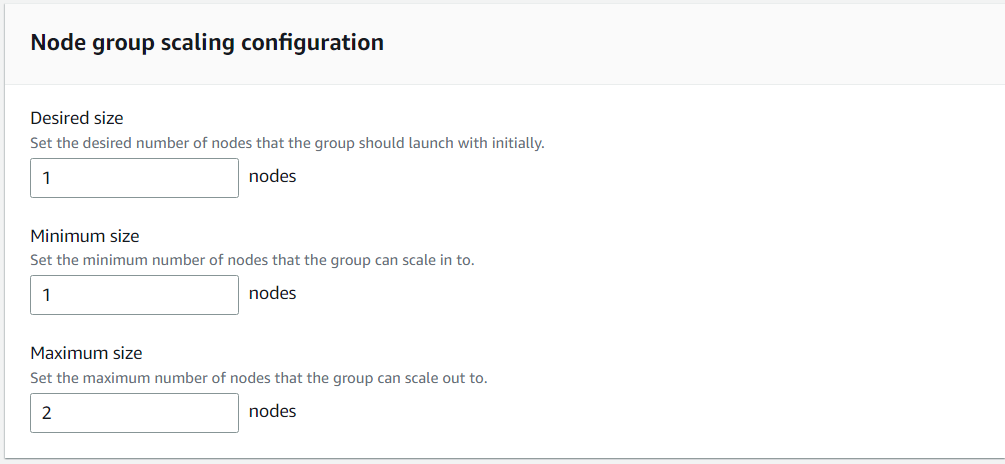 Node group scaling configuration
Desired size
Set the desired number of nodes that the group should launch with initially.
1 nodes
Minimum size
Set the minimum number of nodes that the group can scale in to.
1 nodes
Maximum size
Set the maximum number of nodes that the group can scale out to.
2 nodes